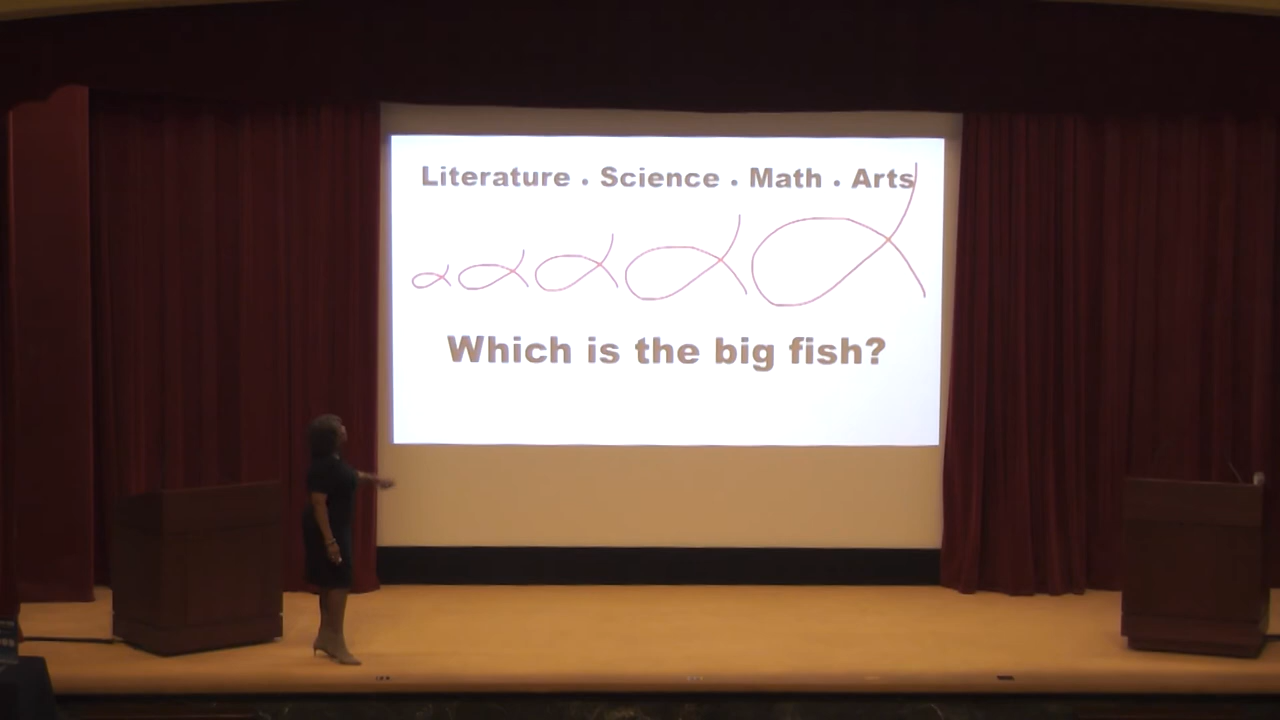 Literature . Science . Math . Arts
Which is the big fish?